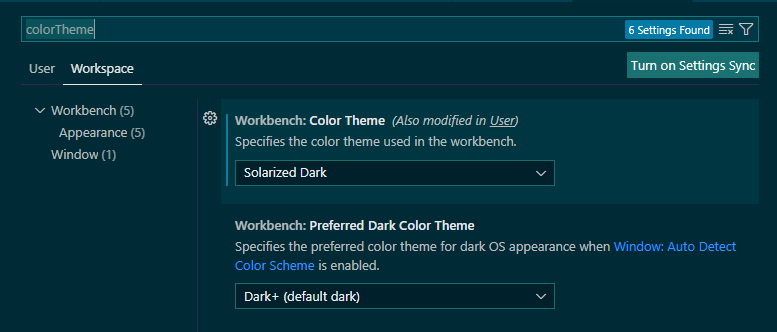 colorTheme
6 Settings Found
User Workspace
Turn on Settings Sync
Workbench (5)
Appearance (5)
Window (1)
Workbench: Color Theme (Also modified in User)
Specifies the color theme used in the workbench.
Solarized Dark
Workbench: Preferred Dark Color Theme
Specifies the preferred color theme for dark OS appearance when Window: Auto Detect
Color Scheme is enabled.
Dark+ (default dark)